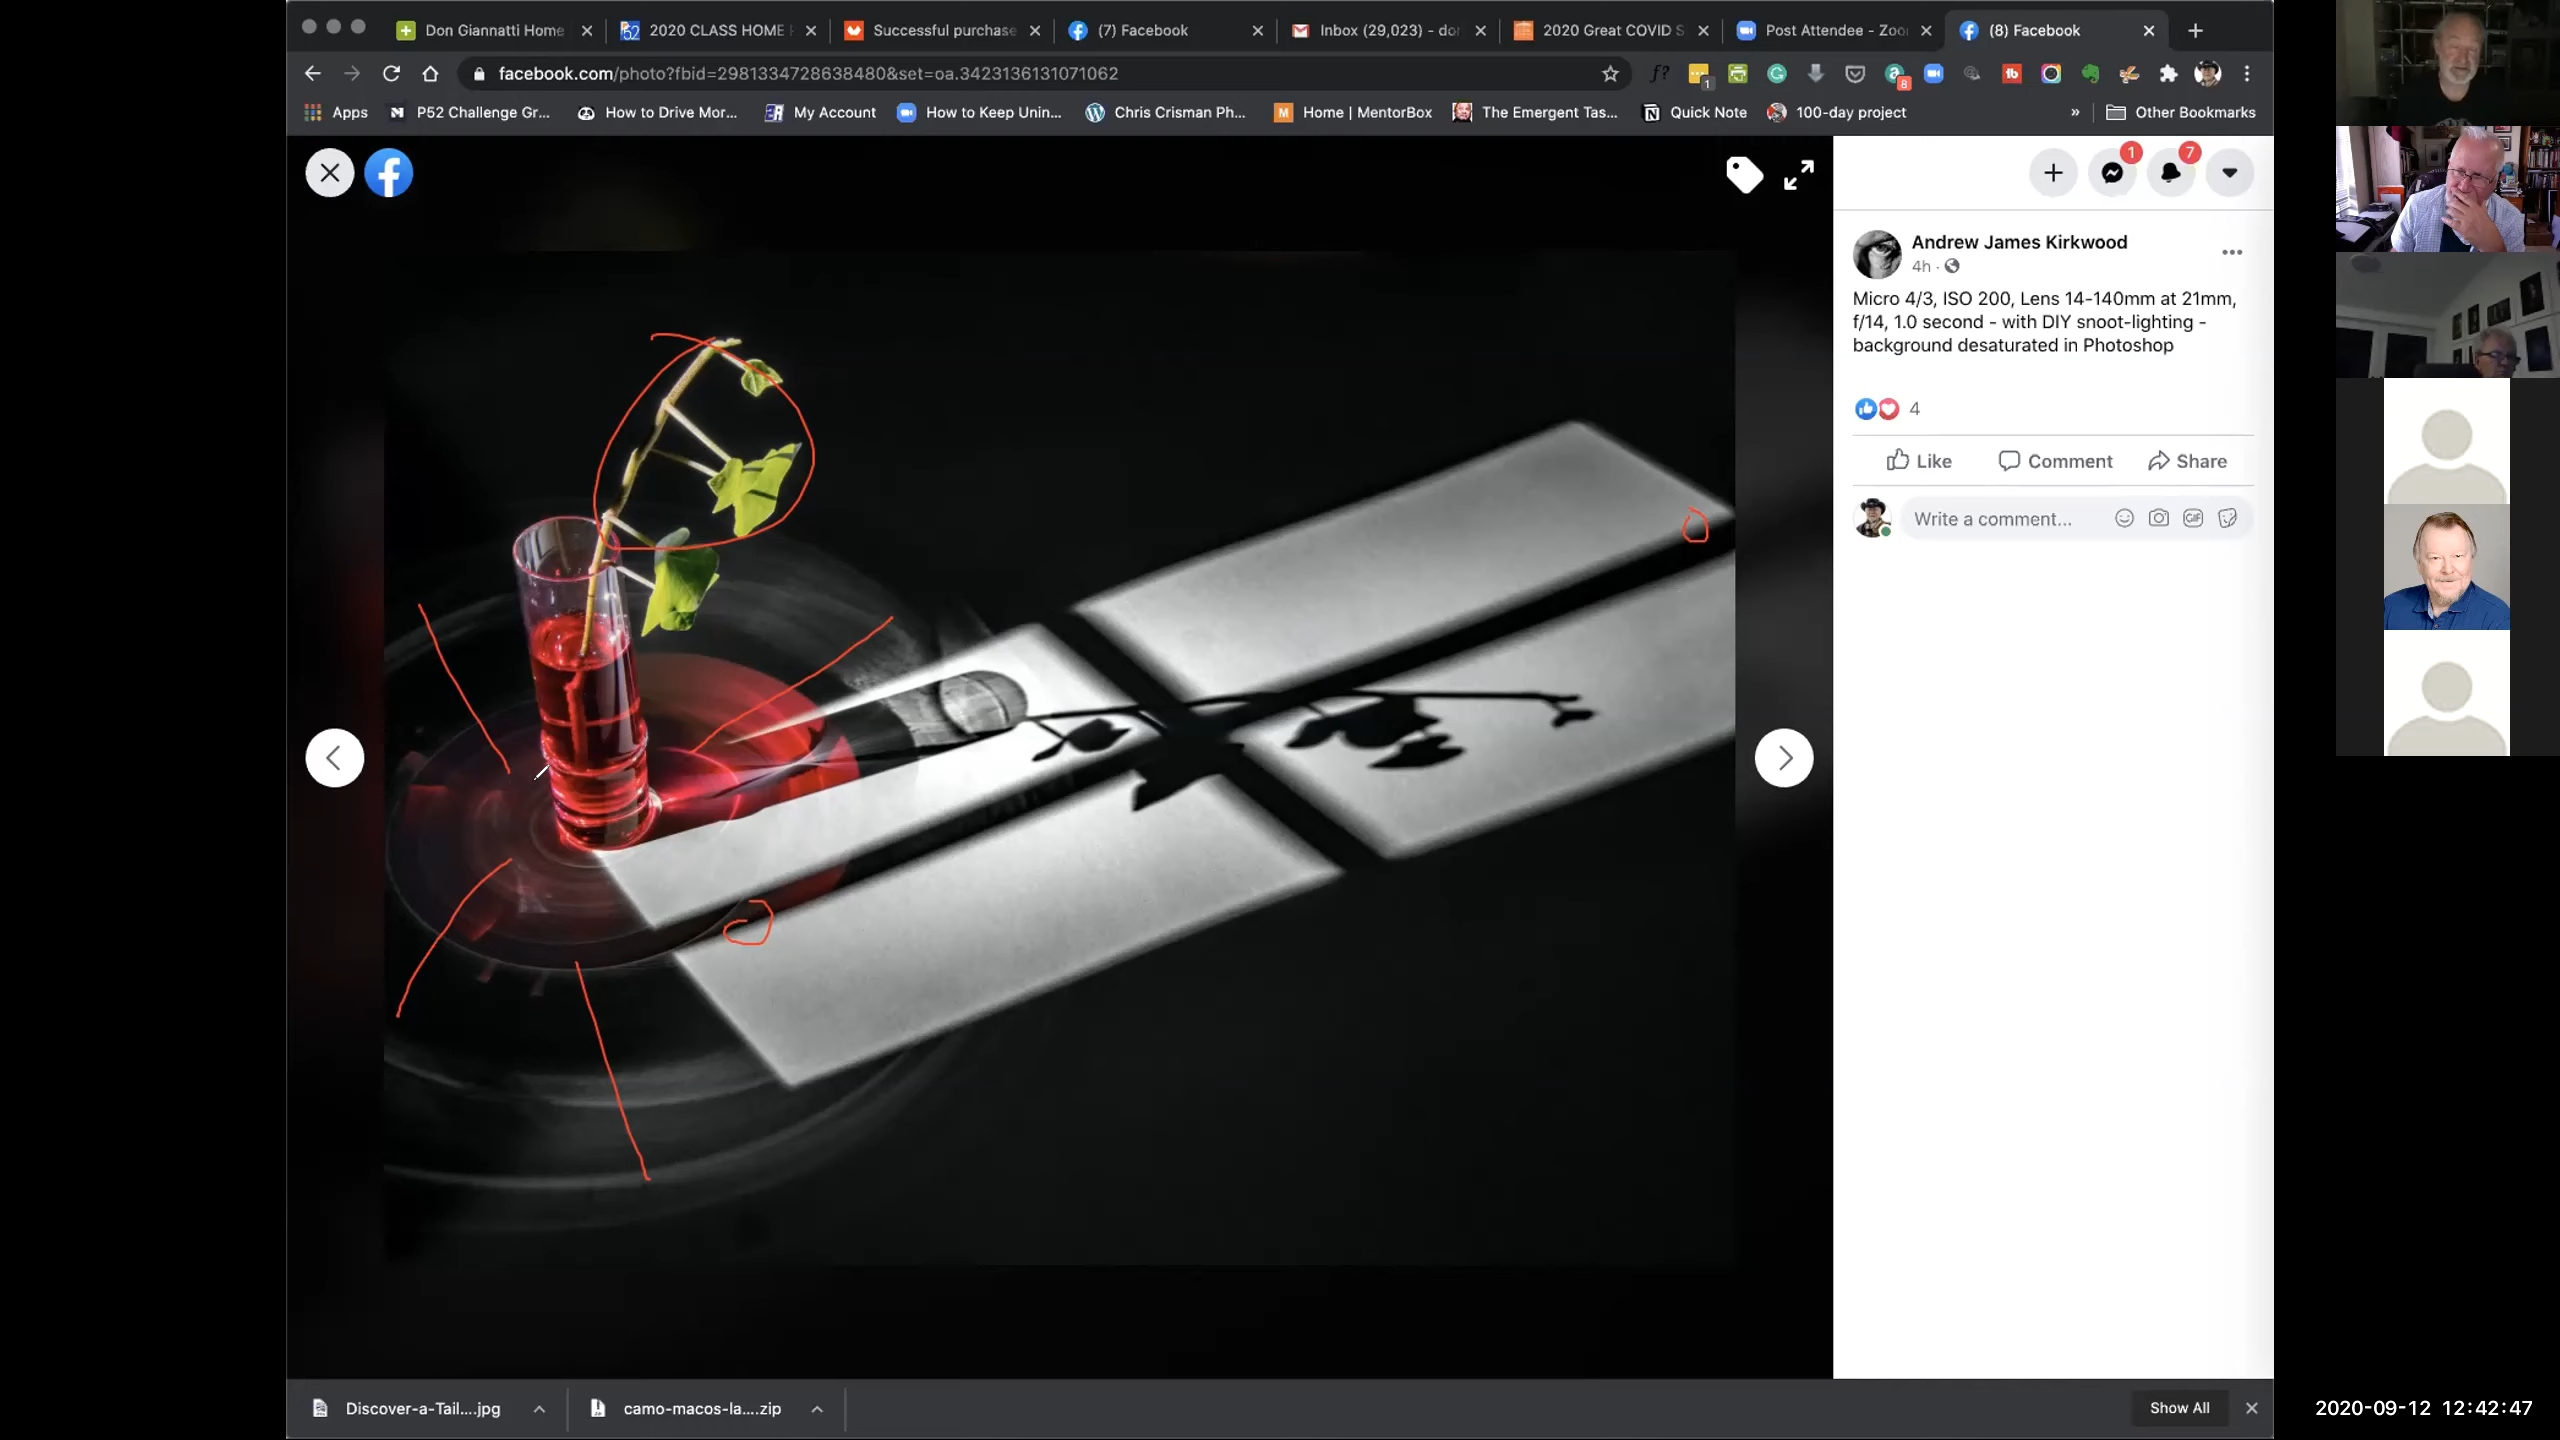 Don Giannatti Home
2020 CLASS HOME
Successful purchase
(7) Facebook
Inbox (29,023) - do
2020 Great COVID S
Post Attendee - Zoo
(8) Facebook
facebook.com/photo?fbid=2981334728638480&set=oa.3423136131071062
f?
1
8
Apps
P52 Challenge Gr...
How to Drive Mor...
My Account
How to Keep Unin...
Chris Crisman Ph...
Home | MentorBox
The Emergent Tas...
Quick Note
100-day project
»
Other Bookmarks
1
7
Andrew James Kirkwood
4h ·
Micro 4/3, ISO 200, Lens 14-140mm at 21mm,
f/14, 1.0 second - with DIY snoot-lighting -
background desaturated in Photoshop
4
Like
Comment
Share
Write a comment...
GIF
Discover-a-Tail....jpg
camo-macos-la....zip
Show All
2020-09-12 12:42:47